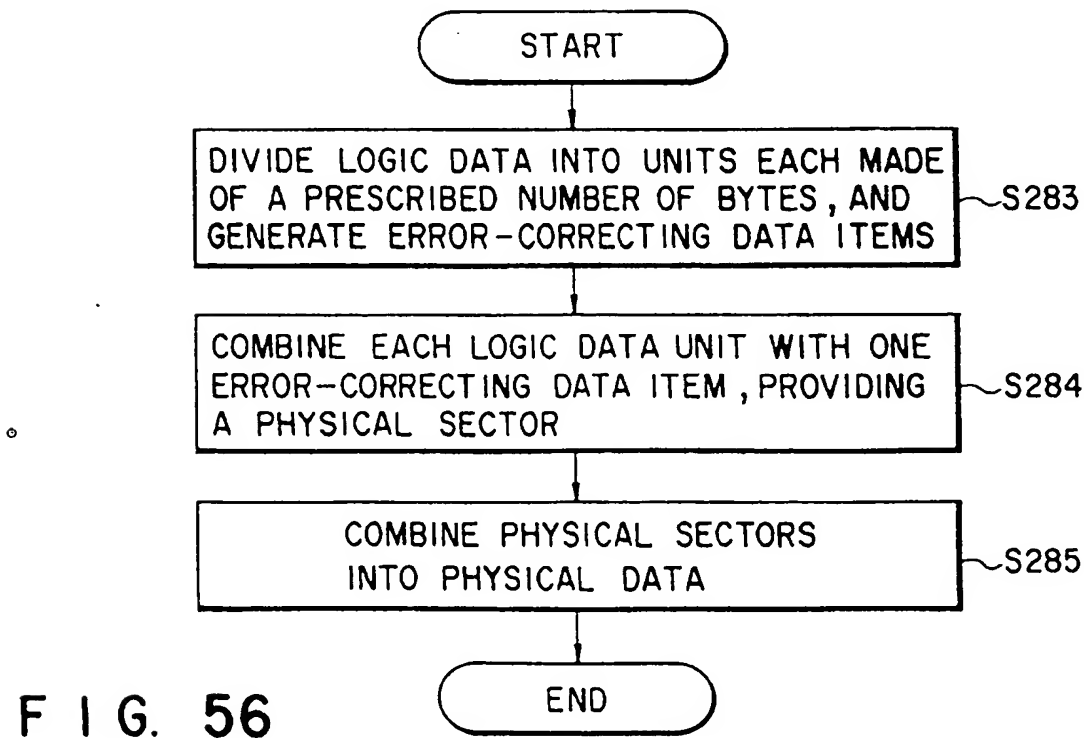 START
DIVIDE LOGIC DATA INTO UNITS EACH MADE
OF A PRESCRIBED NUMBER OF BYTES, AND
GENERATE ERROR-CORRECTING DATA ITEMS
S283
COMBINE EACH LOGIC DATA UNIT WITH ONE
ERROR-CORRECTING DATA ITEM, PROVIDING
A PHYSICAL SECTOR
S284
COMBINE PHYSICAL SECTORS
INTO PHYSICAL DATA
S285
END
FIG. 56